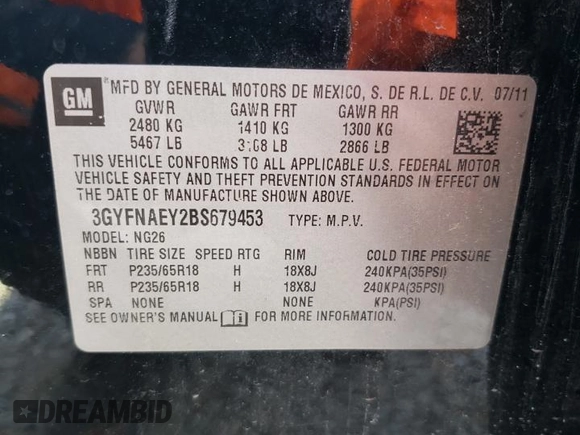 GM
MFD BY GENERAL MOTORS DE MEXICO, S. DE R.L. DE C.V. 07/11
GVWR GAWR FRT GAWR RR
2480 KG 1410 KG 1300 KG
5467 LB 3108 LB 2866 LB
THIS VEHICLE CONFORMS TO ALL APPLICABLE U.S. FEDERAL MOTOR
VEHICLE SAFETY AND THEFT PREVENTION STANDARDS IN EFFECT ON
THE DATE OF MANUFACTURE SHOWN ABOVE.
3GYFNAEY2BS679453 TYPE: M.P.V.
MODEL: NG26
NBBN TIRE SIZE SPEED RTG RIM COLD TIRE PRESSURE
FRT P235/65R18 H 18X8J 240KPA(35PSI)
RR P235/65R18 H 18X8J 240KPA(35PSI)
SPA NONE NONE KPA(PSI)
SEE OWNER'S MANUAL i FOR MORE INFORMATION.
DREAMBID